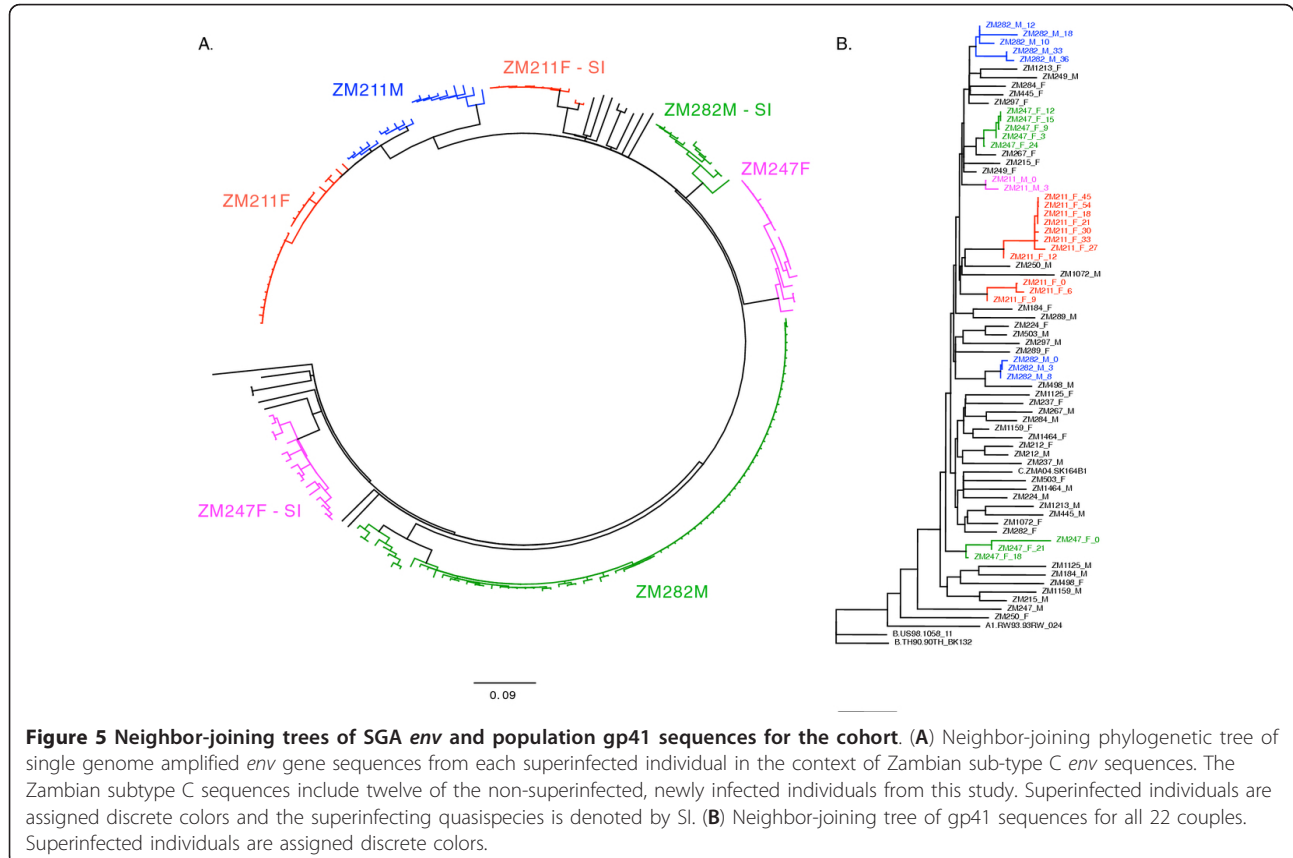 A.
ZM211F - SI
ZM211M
ZM282M - SI
ZM247F
ZM211F
ZM247F - SI
ZM282M
0.09
B.
ZM282_M_12
ZM282_M_18
ZM282_M_10
ZM282_M_33
ZM282_M_36
ZM1213_F
ZM249_M
ZM284_F
ZM445_F
ZM297_F
ZM247_F_12
ZM247_F_15
ZM247_F_9
ZM247_F_3
ZM247_F_24
ZM267_F
ZM215_F
ZM249_F
ZM211_M_0
ZM211_M_3
ZM211_F_45
ZM211_F_54
ZM211_F_18
ZM211_F_21
ZM211_F_30
ZM211_F_33
ZM211_F_27
ZM211_F_12
ZM250_M
ZM1072_M
ZM211_F_0
ZM211_F_6
ZM211_F_9
ZM184_F
ZM289_M
ZM224_F
ZM503_M
ZM297_M
ZM289_F
ZM282_M_0
ZM282_M_3
ZM282_M_8
ZM498_M
ZM1125_F
ZM237_F
ZM267_M
ZM284_M
ZM1159_F
ZM1464_F
ZM212_F
ZM212_M
ZM237_M
C.ZMA04.SK164B1
ZM503_F
ZM1464_M
ZM224_M
ZM1213_M
ZM445_M
ZM1072_F
ZM282_F
ZM247_F_0
ZM247_F_21
ZM247_F_18
ZM1125_M
ZM184_M
ZM498_F
ZM1159_M
ZM215_M
ZM247_M
ZM250_F
A1.RW93.93RW_024
B.US98.1058_11
B.TH90.90TH_BK132
Figure 5 Neighbor-joining trees of SGA env and population gp41 sequences for the cohort. (A) Neighbor-joining phylogenetic tree of
single genome amplified env gene sequences from each superinfected individual in the context of Zambian sub-type C env sequences. The
Zambian subtype C sequences include twelve of the non-superinfected, newly infected individuals from this study. Superinfected individuals are
assigned discrete colors and the superinfecting quasispecies is denoted by SI. (B) Neighbor-joining tree of gp41 sequences for all 22 couples.
Superinfected individuals are assigned discrete colors.